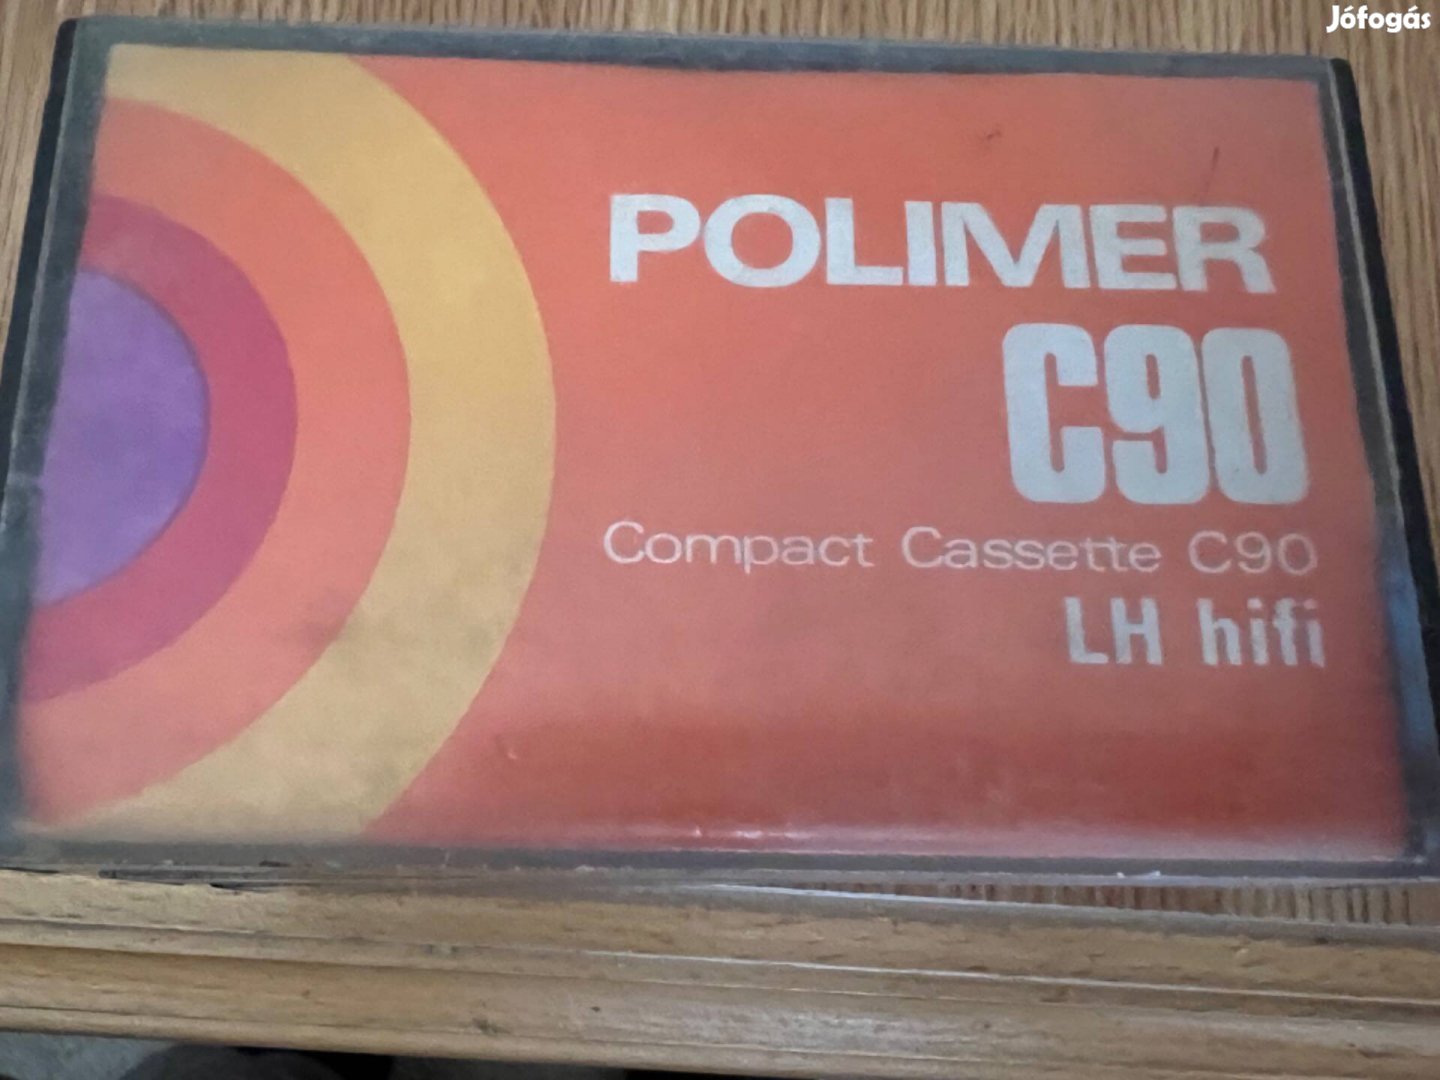 Jófogás
POLIMER
C90
Compact Cassette C90
LH hifi